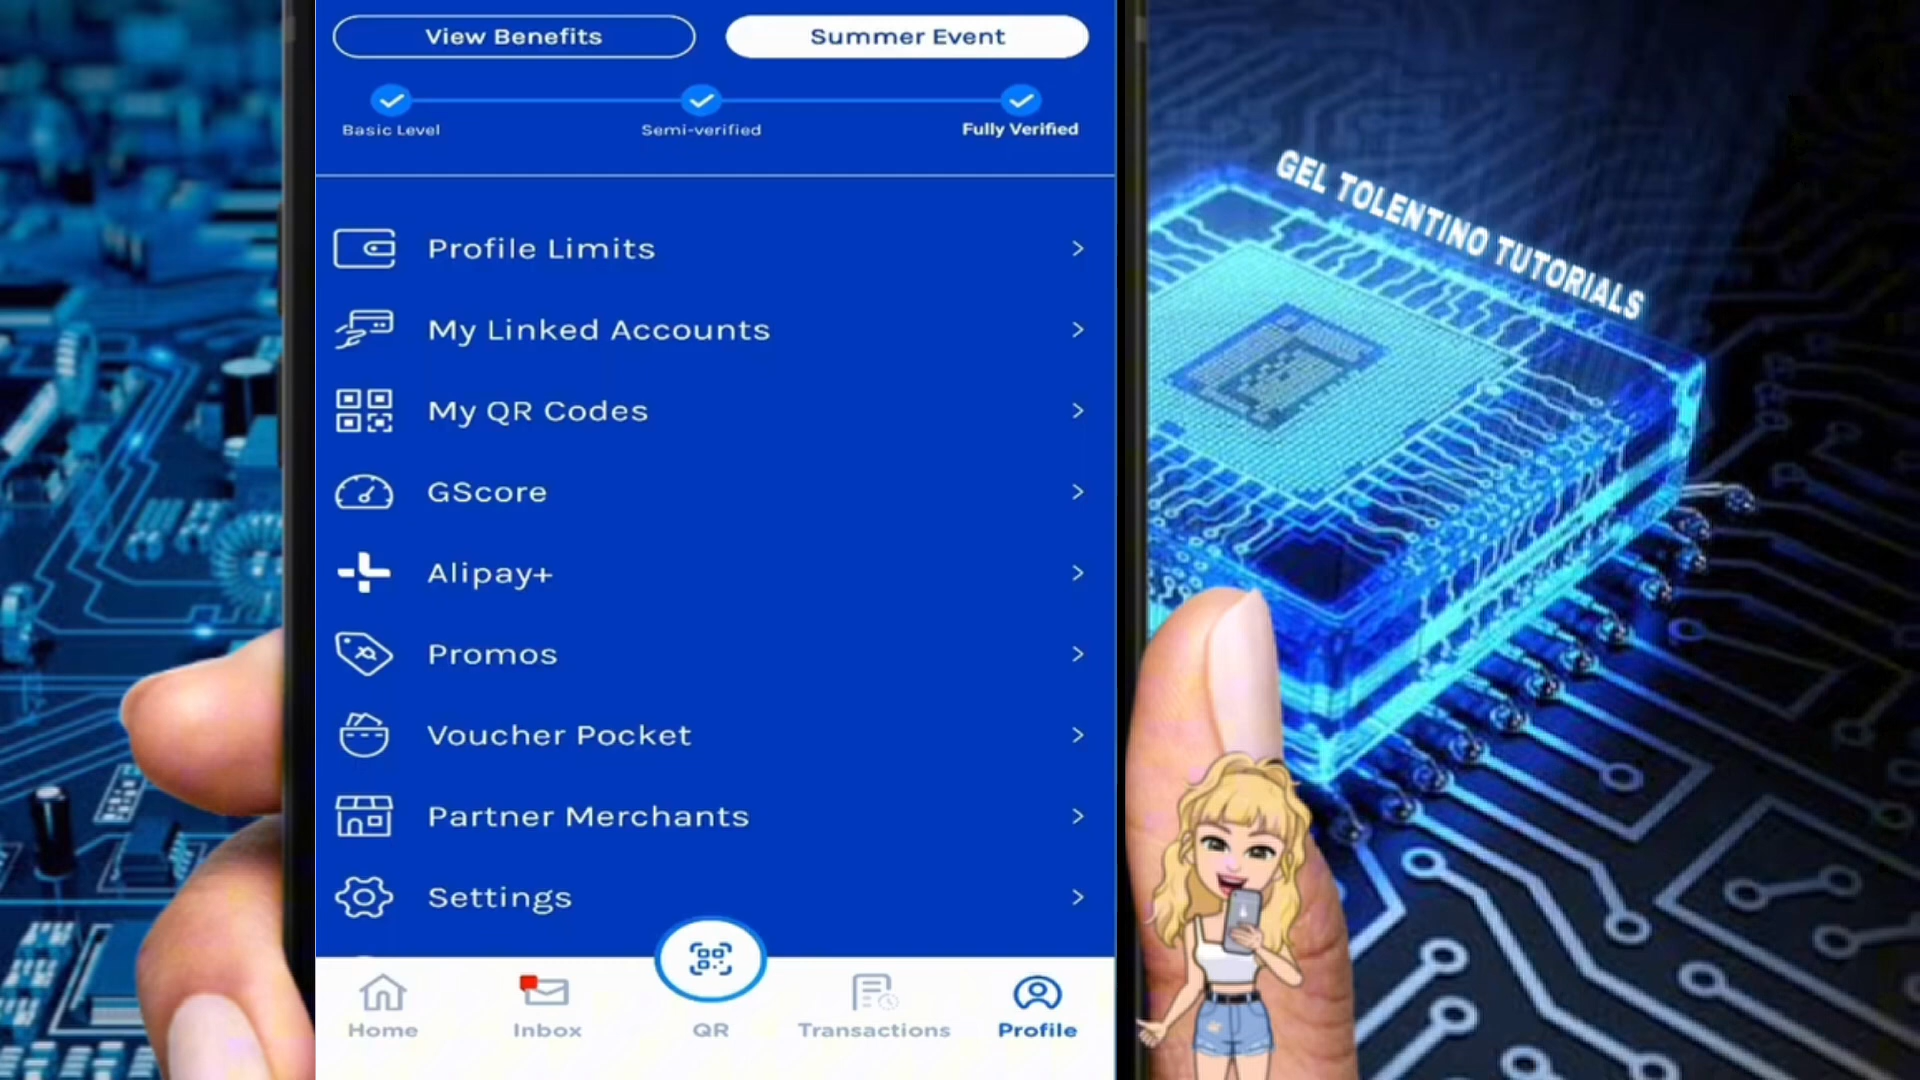 View Benefits
Summer Event
Basic Level
Semi-verified
Fully Verified
GEL TOLENTINO TUTORIALS
Profile Limits
My Linked Accounts
My QR Codes
GScore
Alipay+
Promos
Voucher Pocket
Partner Merchants
Settings
Home
Inbox
QR
Transactions
Profile